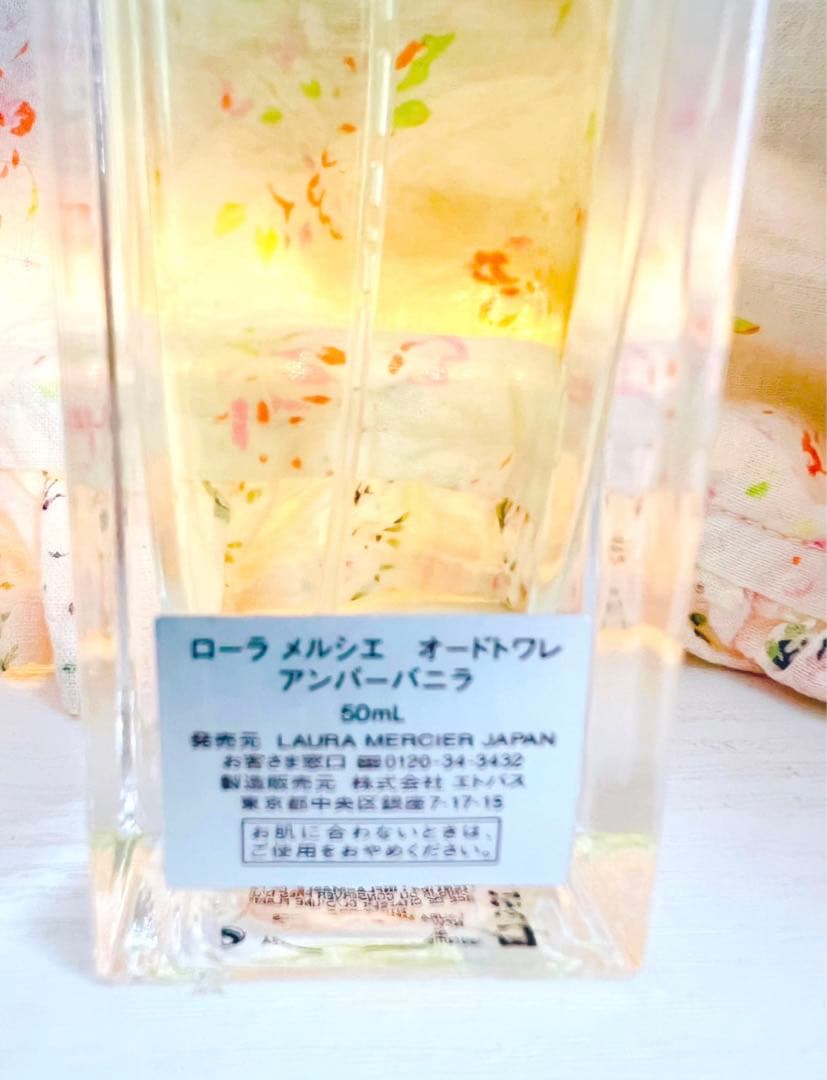 ローラ メルシエ　オードトワレ
アンバーバニラ
50mL
発売元 LAURA MERCIER JAPAN
お客さま窓口 ☎0120-34-3432
製造販売元 株式会社 エトバス
東京都中央区銀座7-17-15
お肌に合わないときは、
ご使用をおやめください。